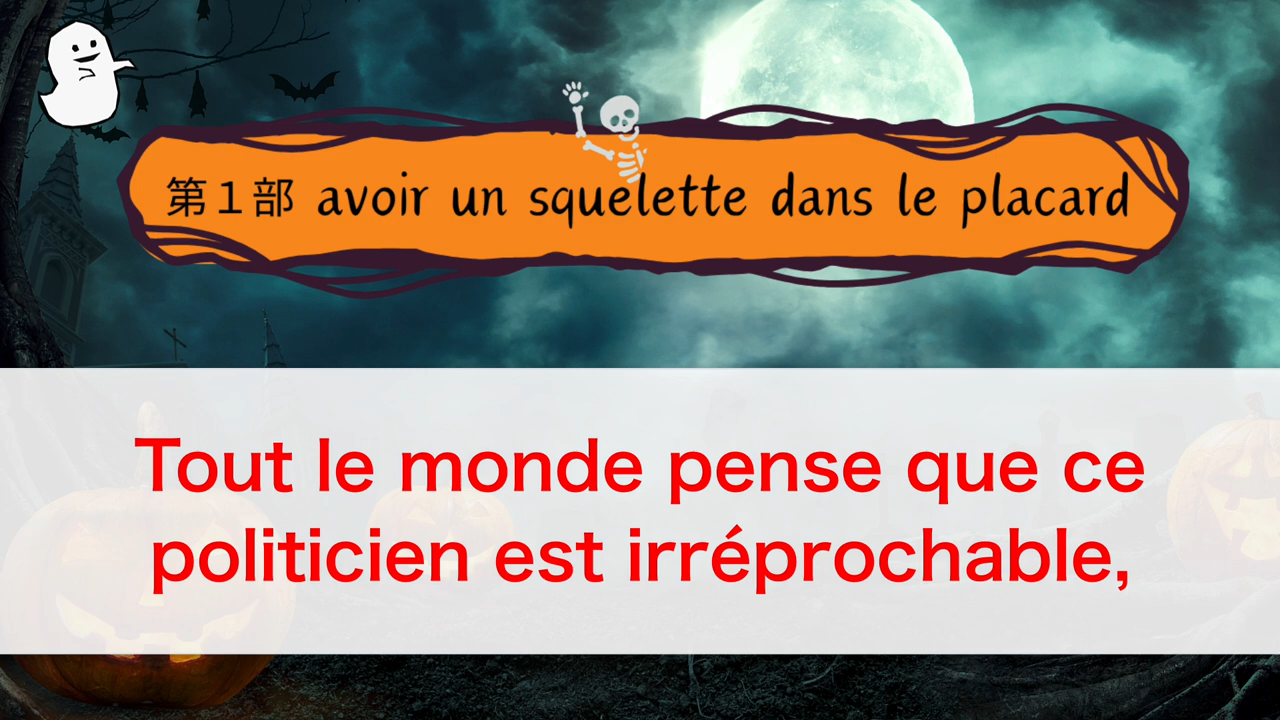 第１部 avoir un squelette dans le placard
Tout le monde pense que ce
politicien est irréprochable,